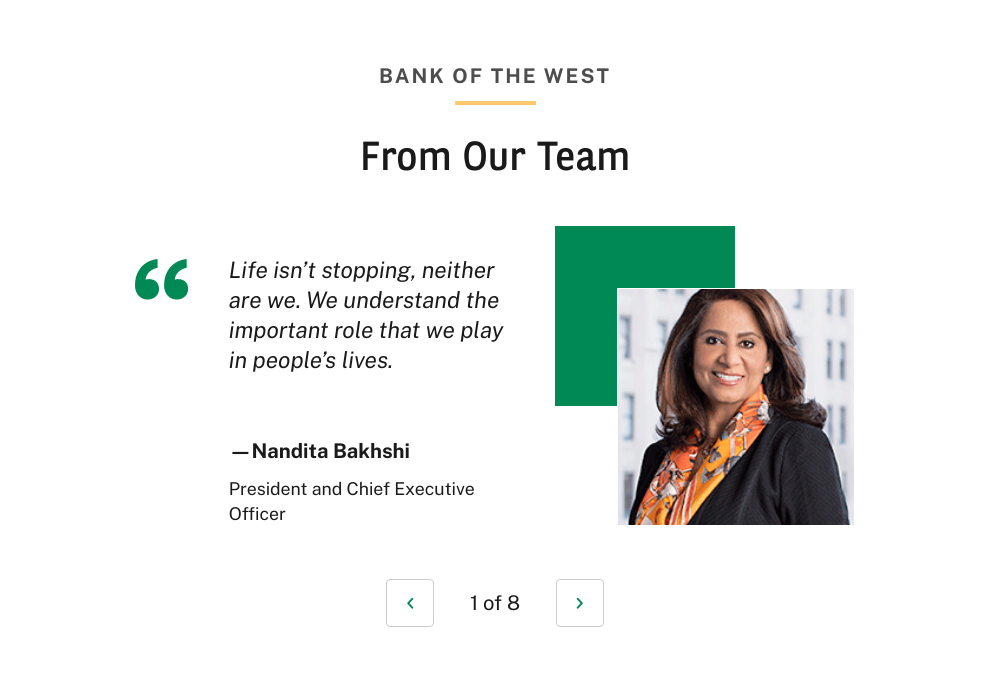 BANK OF THE WEST
From Our Team
“
Life isn’t stopping, neither
are we. We understand the
important role that we play
in people’s lives.
—Nandita Bakhshi
President and Chief Executive
Officer
‹ 1 of 8 ›